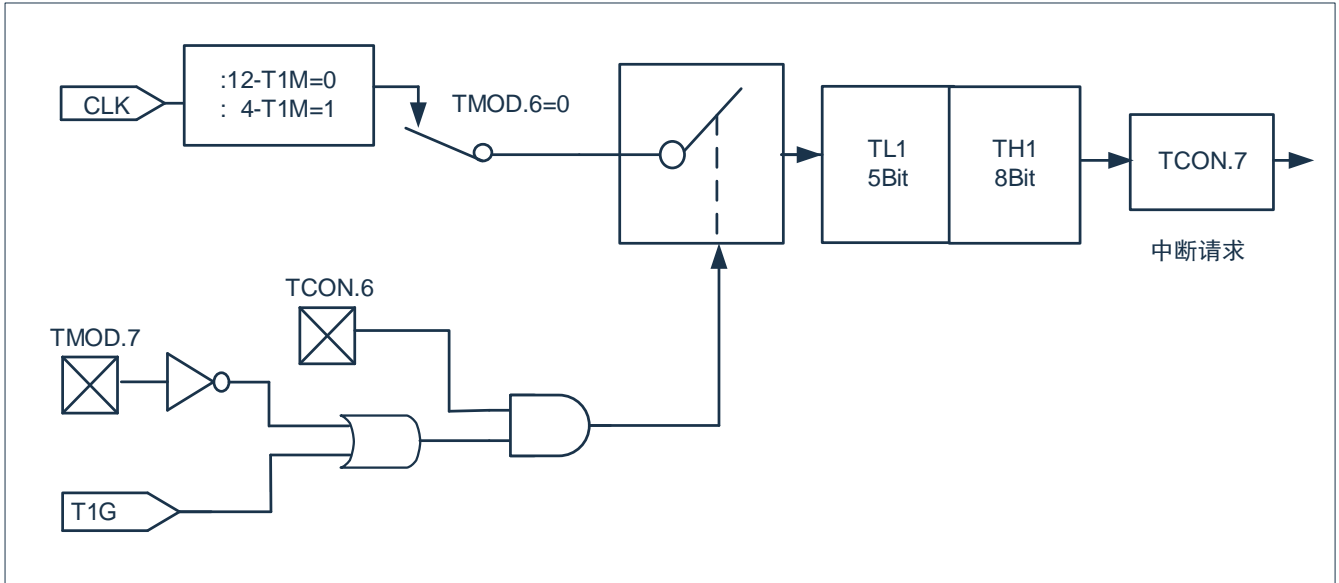 :12-T1M=0
: 4-T1M=1
CLK
TMOD.6=0
TL1
5Bit
TH1
8Bit
TCON.7
中断请求
TCON.6
TMOD.7
T1G